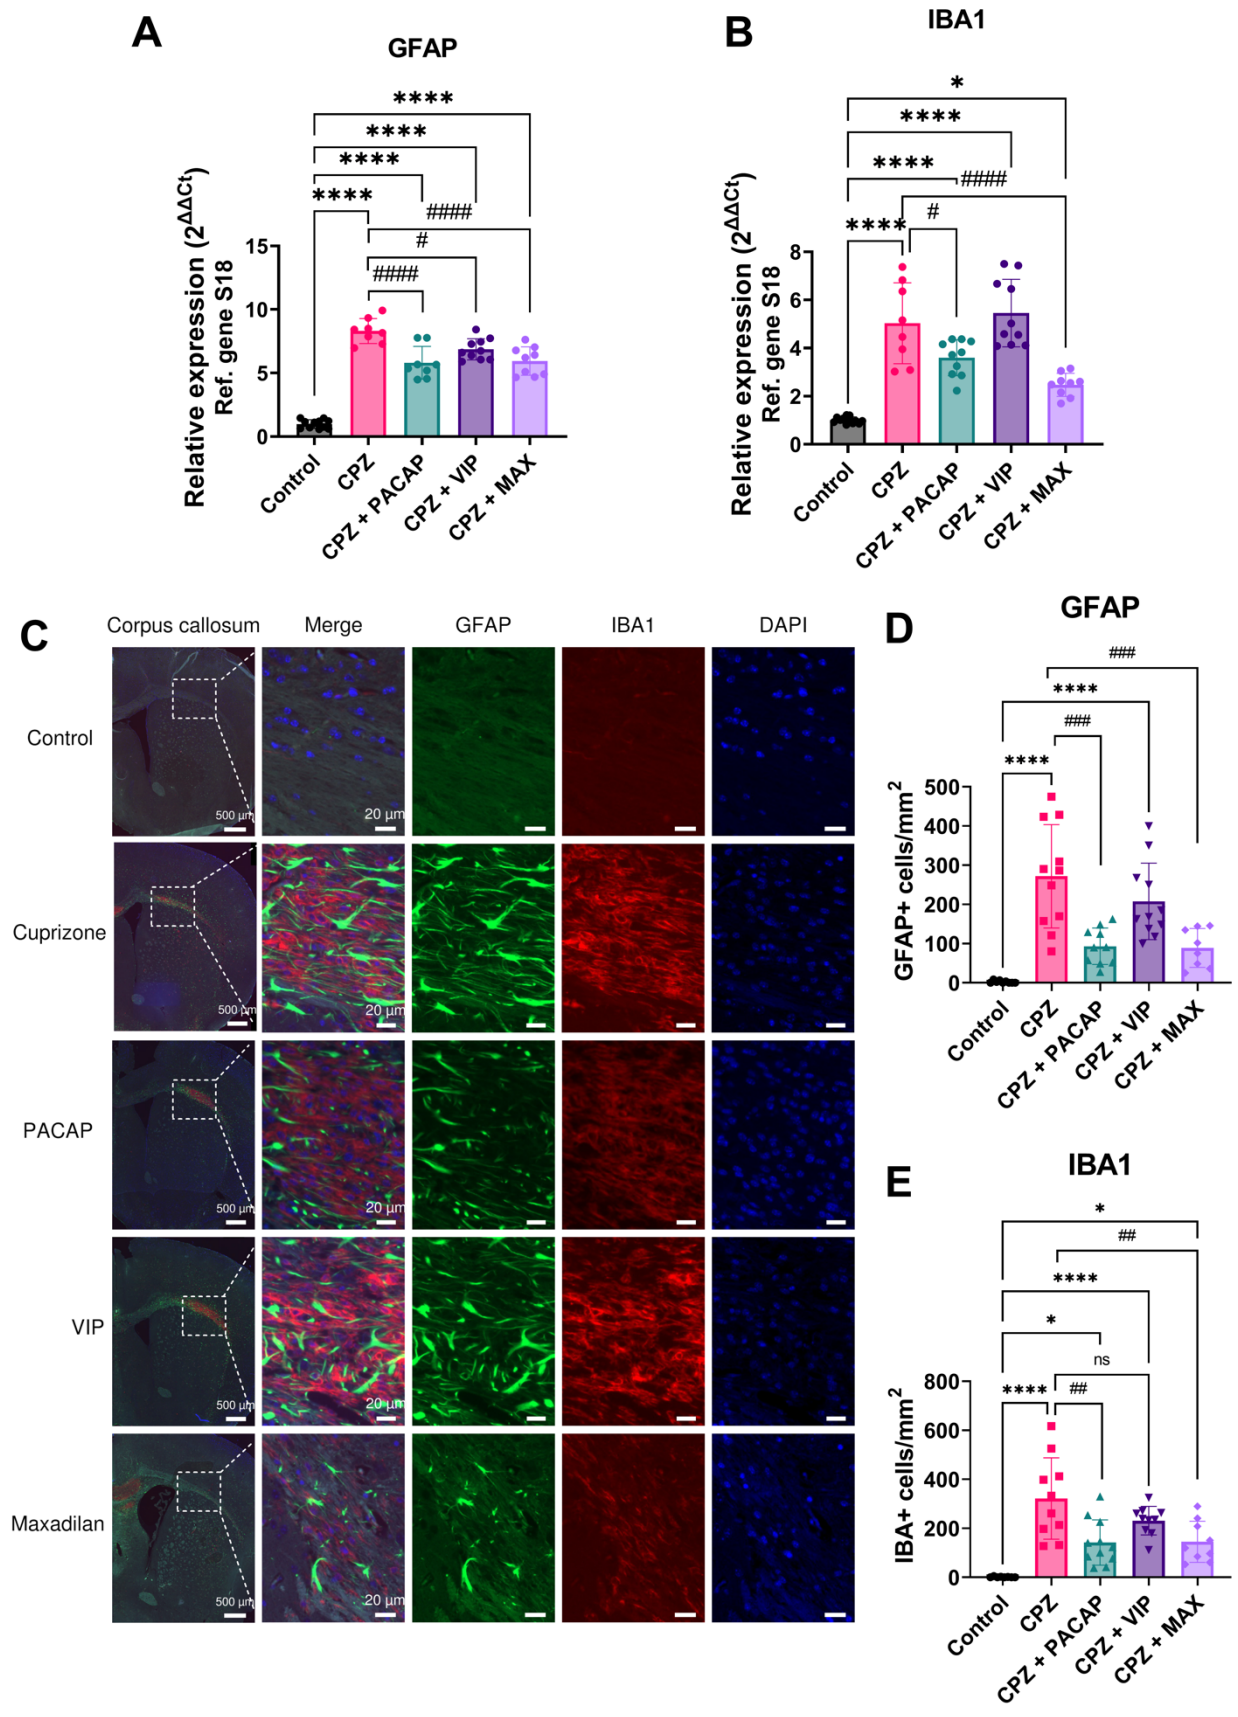 A
GFAP
****
****
****
****
####
#
####
Relative expression (2^ΔΔCt)
Ref. gene S18
15
10
5
0
Control
CPZ
CPZ + PACAP
CPZ + VIP
CPZ + MAX
B
IBA1
*
****
****
####
#
****
Relative expression (2^ΔΔCt)
Ref. gene S18
8
6
4
2
0
Control
CPZ
CPZ + PACAP
CPZ + VIP
CPZ + MAX
C
Corpus callosum Merge GFAP IBA1 DAPI
Control
500 µm
20 µm
Cuprizone
500 µm
20 µm
PACAP
500 µm
20 µm
VIP
500 µm
20 µm
Maxadilan
500 µm
20 µm
D
GFAP
###
****
###
****
GFAP+ cells/mm²
500
400
300
200
100
0
Control
CPZ
CPZ + PACAP
CPZ + VIP
CPZ + MAX
E
IBA1
*
##
****
*
ns
****
##
IBA+ cells/mm²
800
600
400
200
0
Control
CPZ
CPZ + PACAP
CPZ + VIP
CPZ + MAX